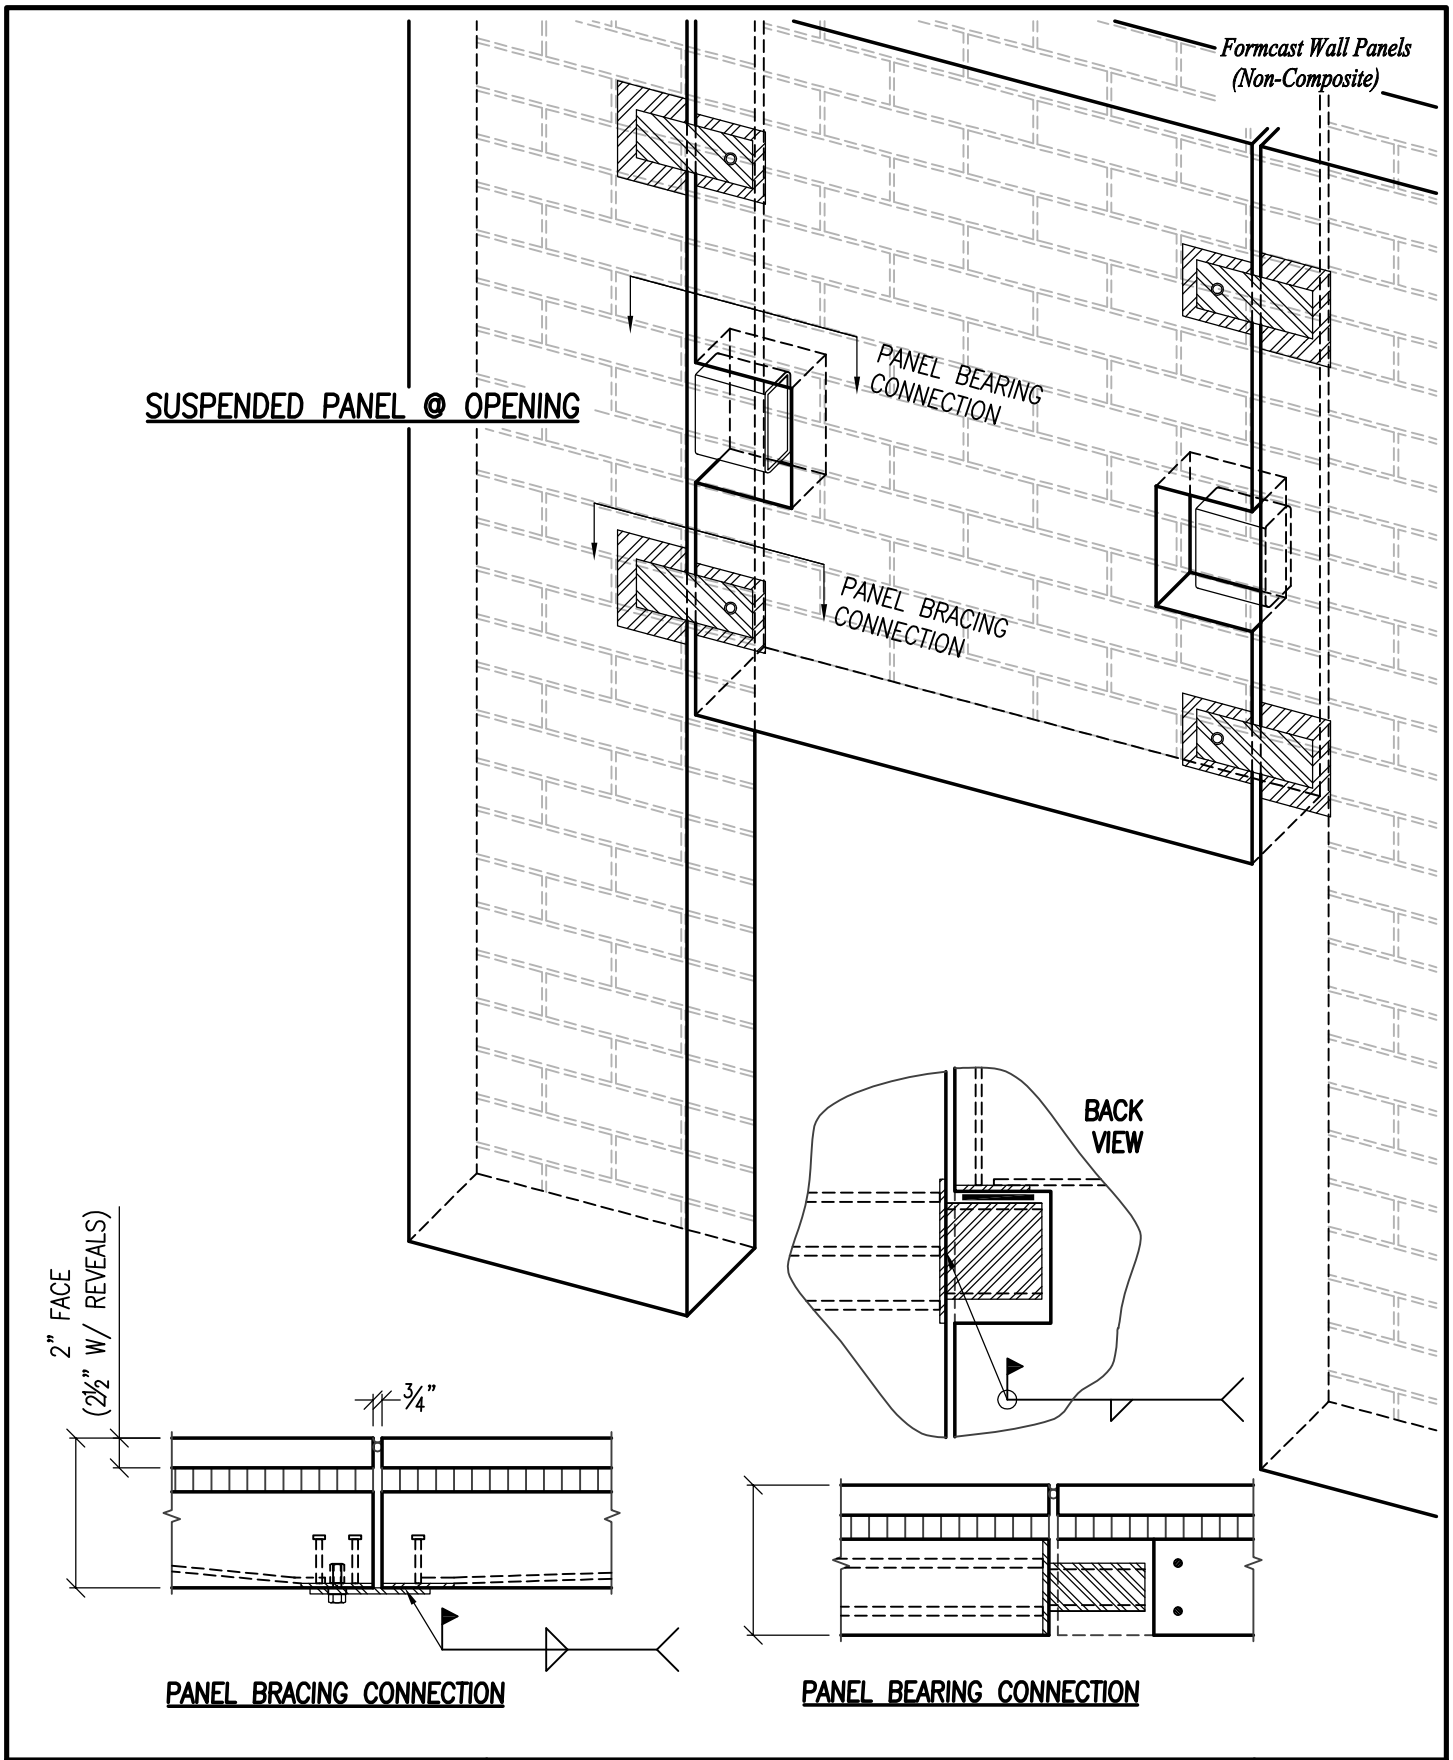 Formcast Wall Panels
(Non-Composite)
PANEL BEARING
CONNECTION
SUSPENDED PANEL @ OPENING
PANEL BRACING
CONNECTION
BACK
VIEW
2" FACE
(2½" W/ REVEALS)
¾"
PANEL BRACING CONNECTION
PANEL BEARING CONNECTION